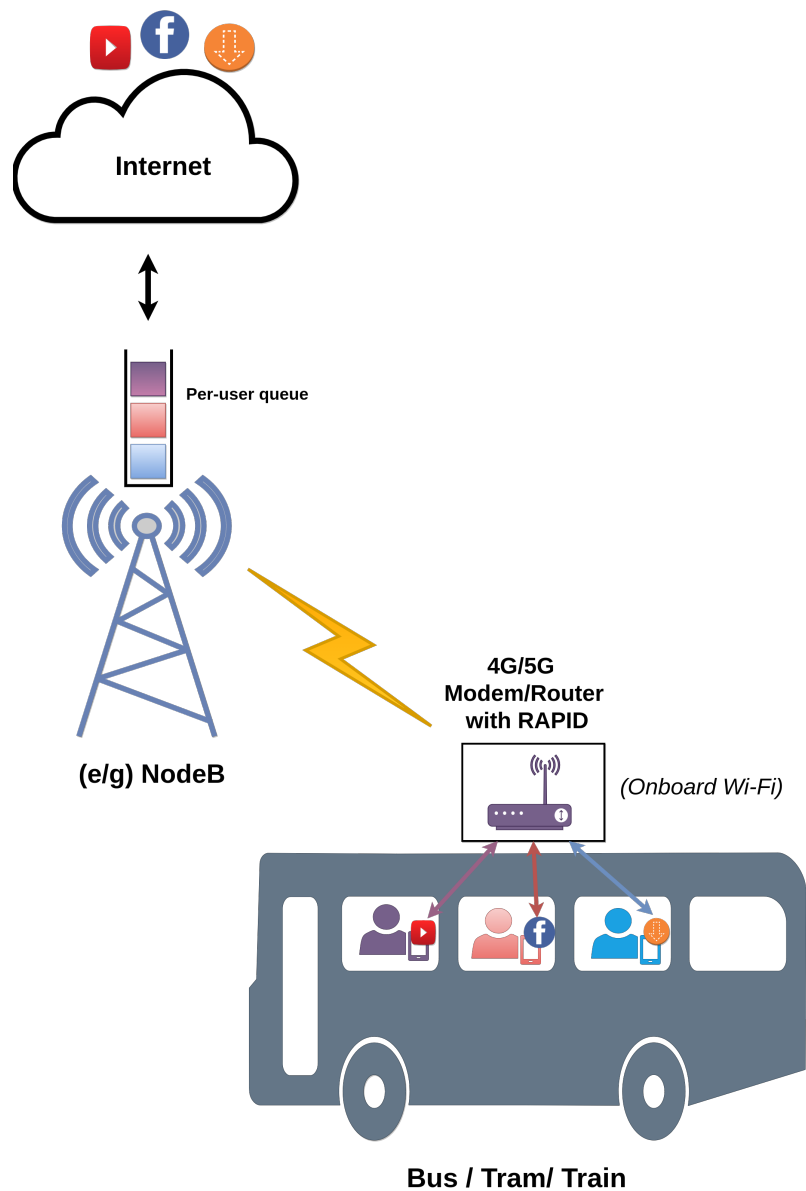 Internet
Per-user queue
4G/5G
Modem/Router
with RAPID
(e/g) NodeB
(Onboard Wi-Fi)
Bus / Tram/ Train